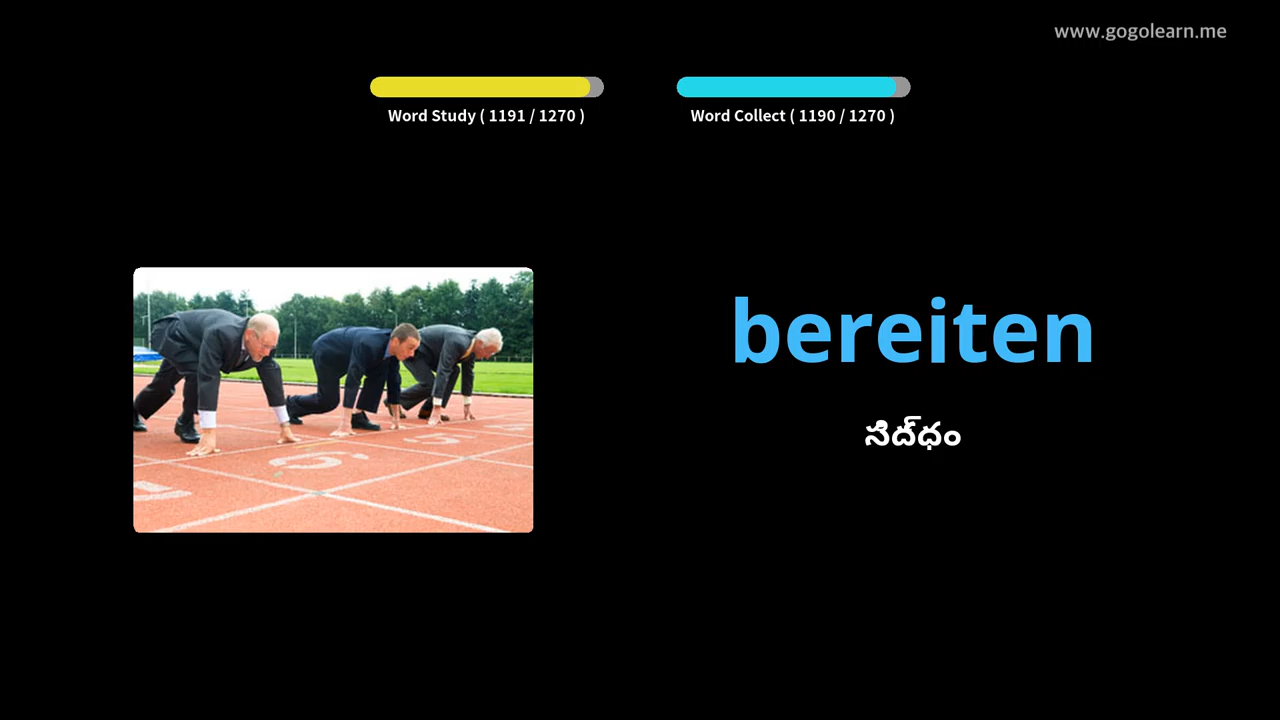 www.gogolearn.me
Word Study ( 1191 / 1270 )
Word Collect ( 1190 / 1270 )
bereiten
సిద్‌ధం